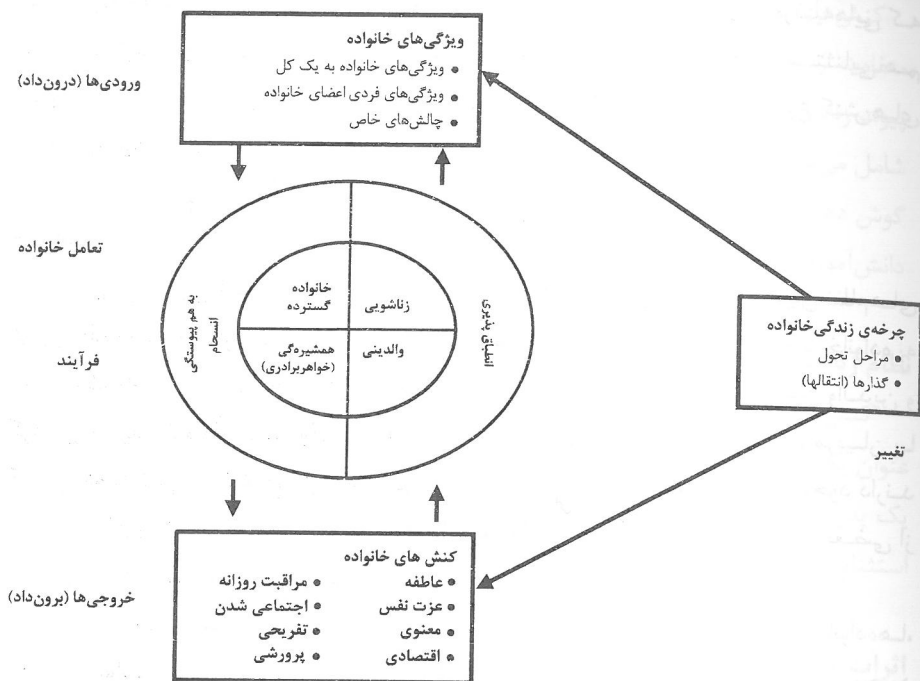 ویژگی‌های خانواده
• ویژگی‌های خانواده به یک کل
• ویژگی‌های فردی اعضای خانواده
• چالش‌های خاص
ورودی‌ها (درون‌داد)
تعامل خانواده
فرآیند
به هم پیوستگی
انسجام
خانواده
گسترده
زناشویی
همشیره‌گی
(خواهربرادری)
والدینی
انطباق پذیری
چرخه‌ی زندگی خانواده
• مراحل تحول
• گذارها (انتقالها)
تغییر
خروجی‌ها (برون‌داد)
کنش های خانواده
• عاطفه
• عزت نفس
• معنوی
• اقتصادی
• مراقبت روزانه
• اجتماعی شدن
• تفریحی
• پرورشی